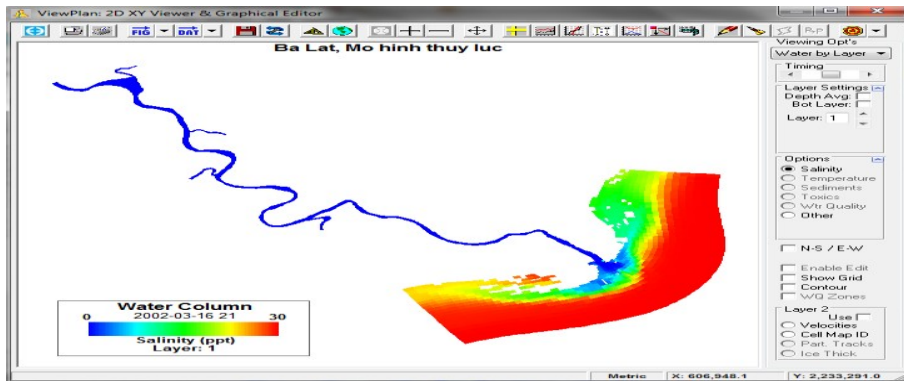 ViewPlan: 2D XY Viewer & Graphical Editor
FIG
DAT
Ba Lat, Mo hinh thuy luc
Viewing Opt's
Water by Layer
Timing
Layer Settings
Depth Avg:
Bot Layer:
Layer: 1
Options
Salinity
Temperature
Sediments
Toxics
Wtr Quality
Other
N-S / E-W
Enable Edit
Show Grid
Contour
WQ Zones
Layer 2
Use
Velocities
Cell Map ID
Part. Tracks
Ice Thick
Water Column
0 2002-03-16 21 30
Salinity (ppt)
Layer: 1
Metric X: 606,948.1 Y: 2,233,291.0